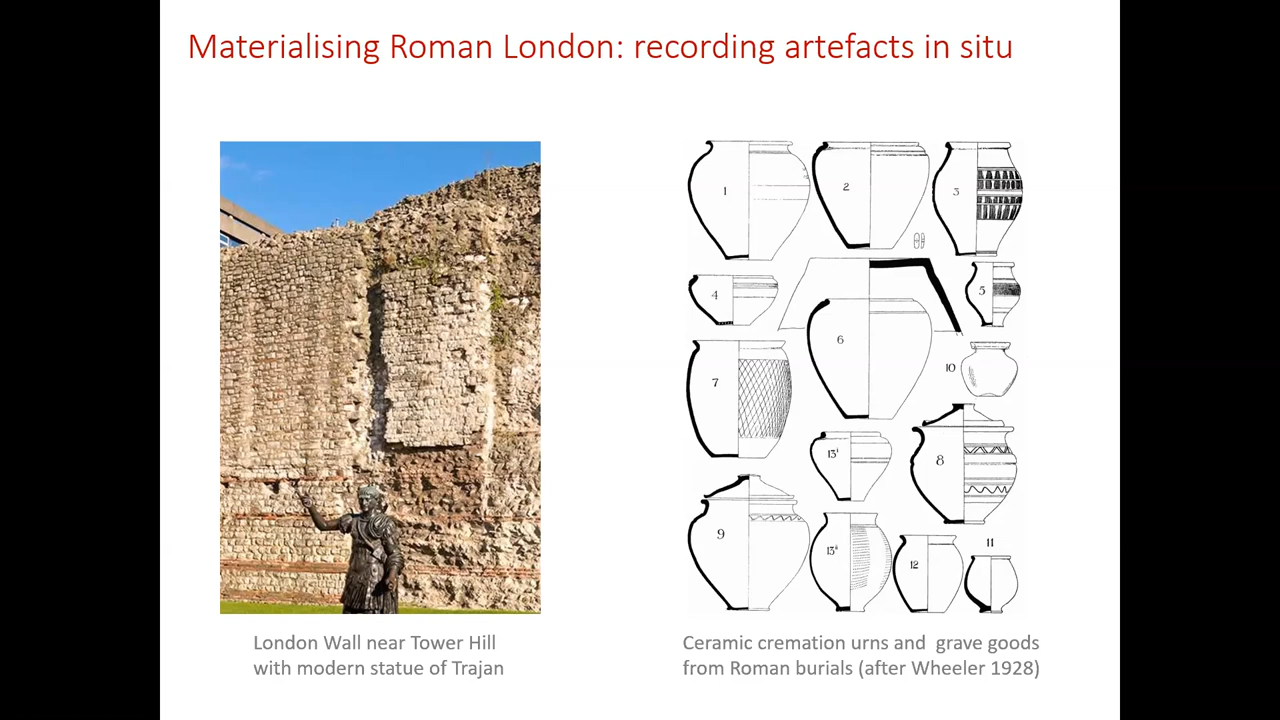 Materialising Roman London: recording artefacts in situ
1
2
3
4
5
6
7
10
13¹
8
9
13²
12
11
London Wall near Tower Hill
with modern statue of Trajan
Ceramic cremation urns and grave goods
from Roman burials (after Wheeler 1928)